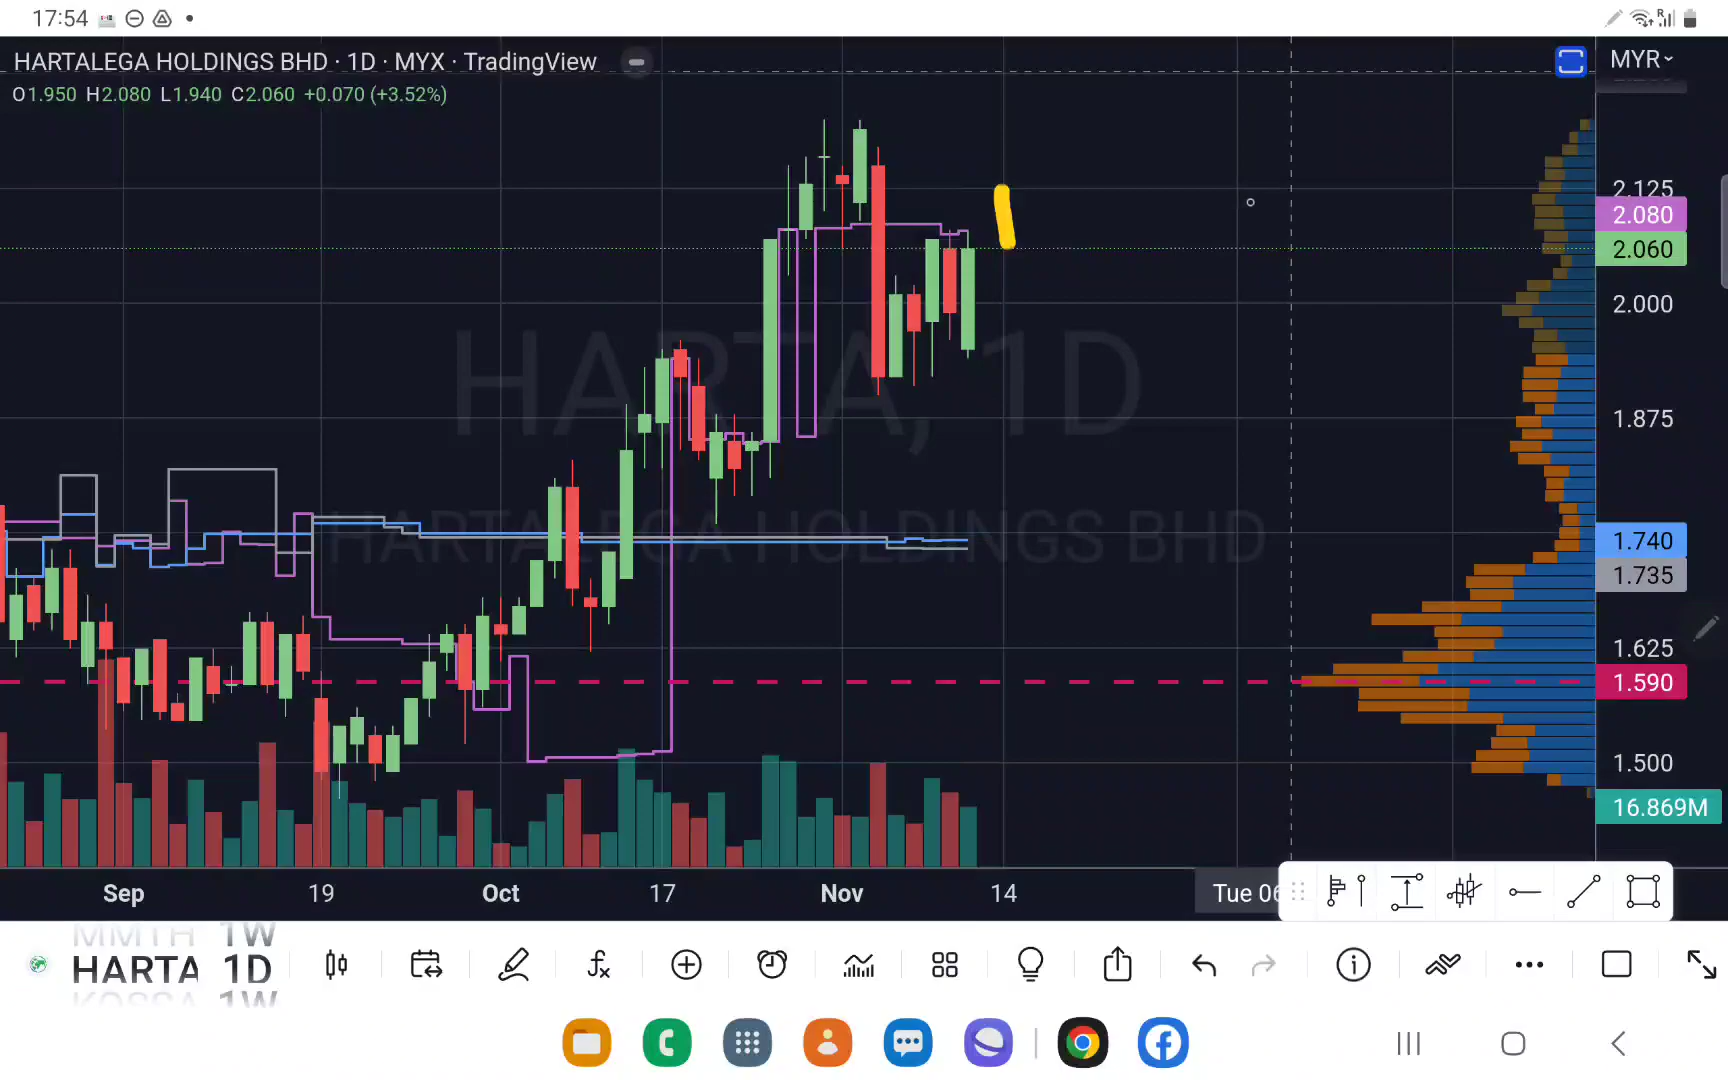 17:54
HARTALEGA HOLDINGS BHD · 1D · MYX · TradingView
MYR
O1.950 H2.080 L1.940 C2.060 +0.070 (+3.52%)
2.125
2.080
2.060
2.000
HARTA, 1D
1.875
HARTALEGA HOLDINGS BHD
1.740
1.735
1.625
1.590
1.500
16.869M
Sep 19 Oct 17 Nov 14 Tue 06
MMTH 1W
HARTA 1D
KOSSA 1W